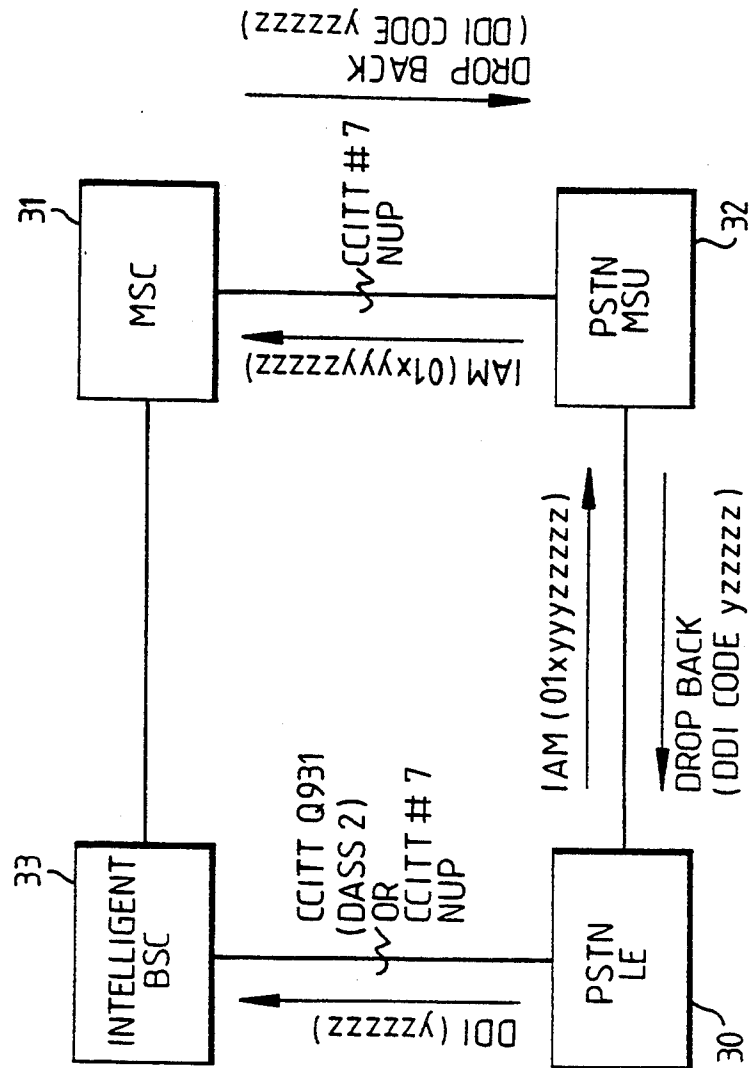 33
INTELLIGENT
BSC
31
MSC
DROP BACK
(DDI CODE yzzzzz)
CCITT # 7
NUP
IAM (01xyyyzzzzz)
CCITT Q931
(DASS 2)
OR
CCITT # 7
NUP
DDI (yzzzzz)
IAM (01xyyyzzzzzz)
DROP BACK
(DDI CODE yzzzzz)
PSTN
LE
30
PSTN
MSU
32